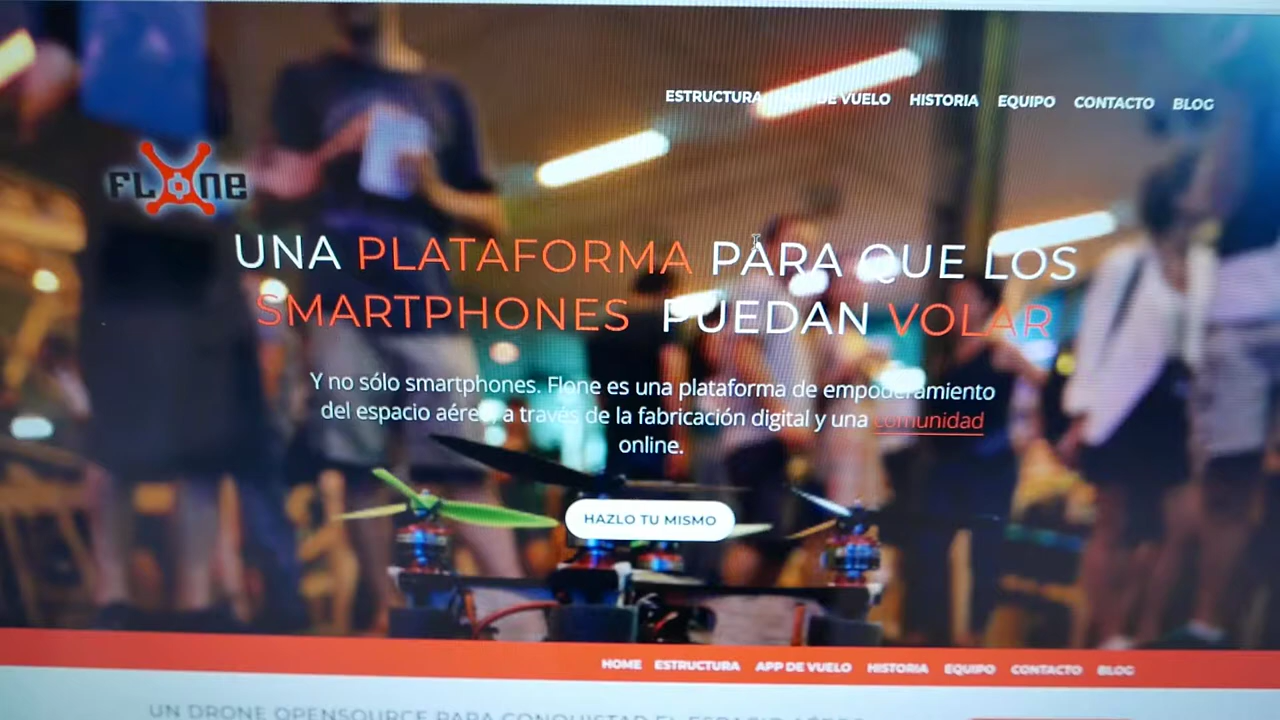 ESTRUCTURA APP DE VUELO HISTORIA EQUIPO CONTACTO BLOG
FLONE
UNA PLATAFORMA PARA QUE LOS
SMARTPHONES PUEDAN VOLAR
Y no sólo smartphones. Flone es una plataforma de empoderamiento
del espacio aéreo, a través de la fabricación digital y una comunidad
online.
HAZLO TU MISMO
HOME ESTRUCTURA APP DE VUELO HISTORIA EQUIPO CONTACTO BLOG
UN DRONE OPENSOURCE PARA CONQUISTAR EL ESPACIO AÉREO